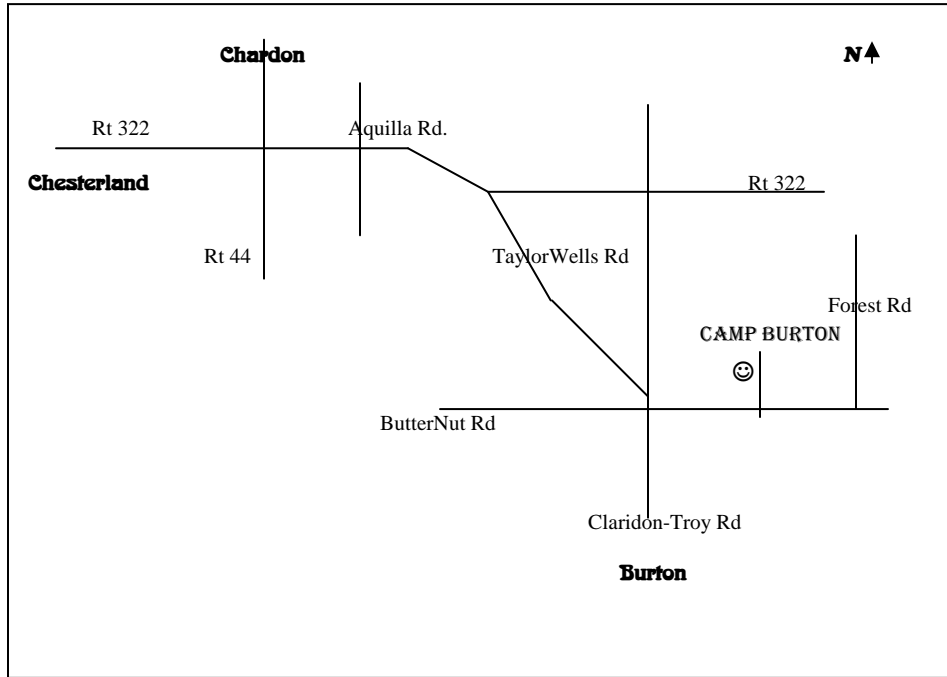 Chardon
N
Rt 322
Aquilla Rd.
Chesterland
Rt 322
Rt 44
TaylorWells Rd
Forest Rd
CAMP BURTON
ButterNut Rd
Claridon-Troy Rd
Burton